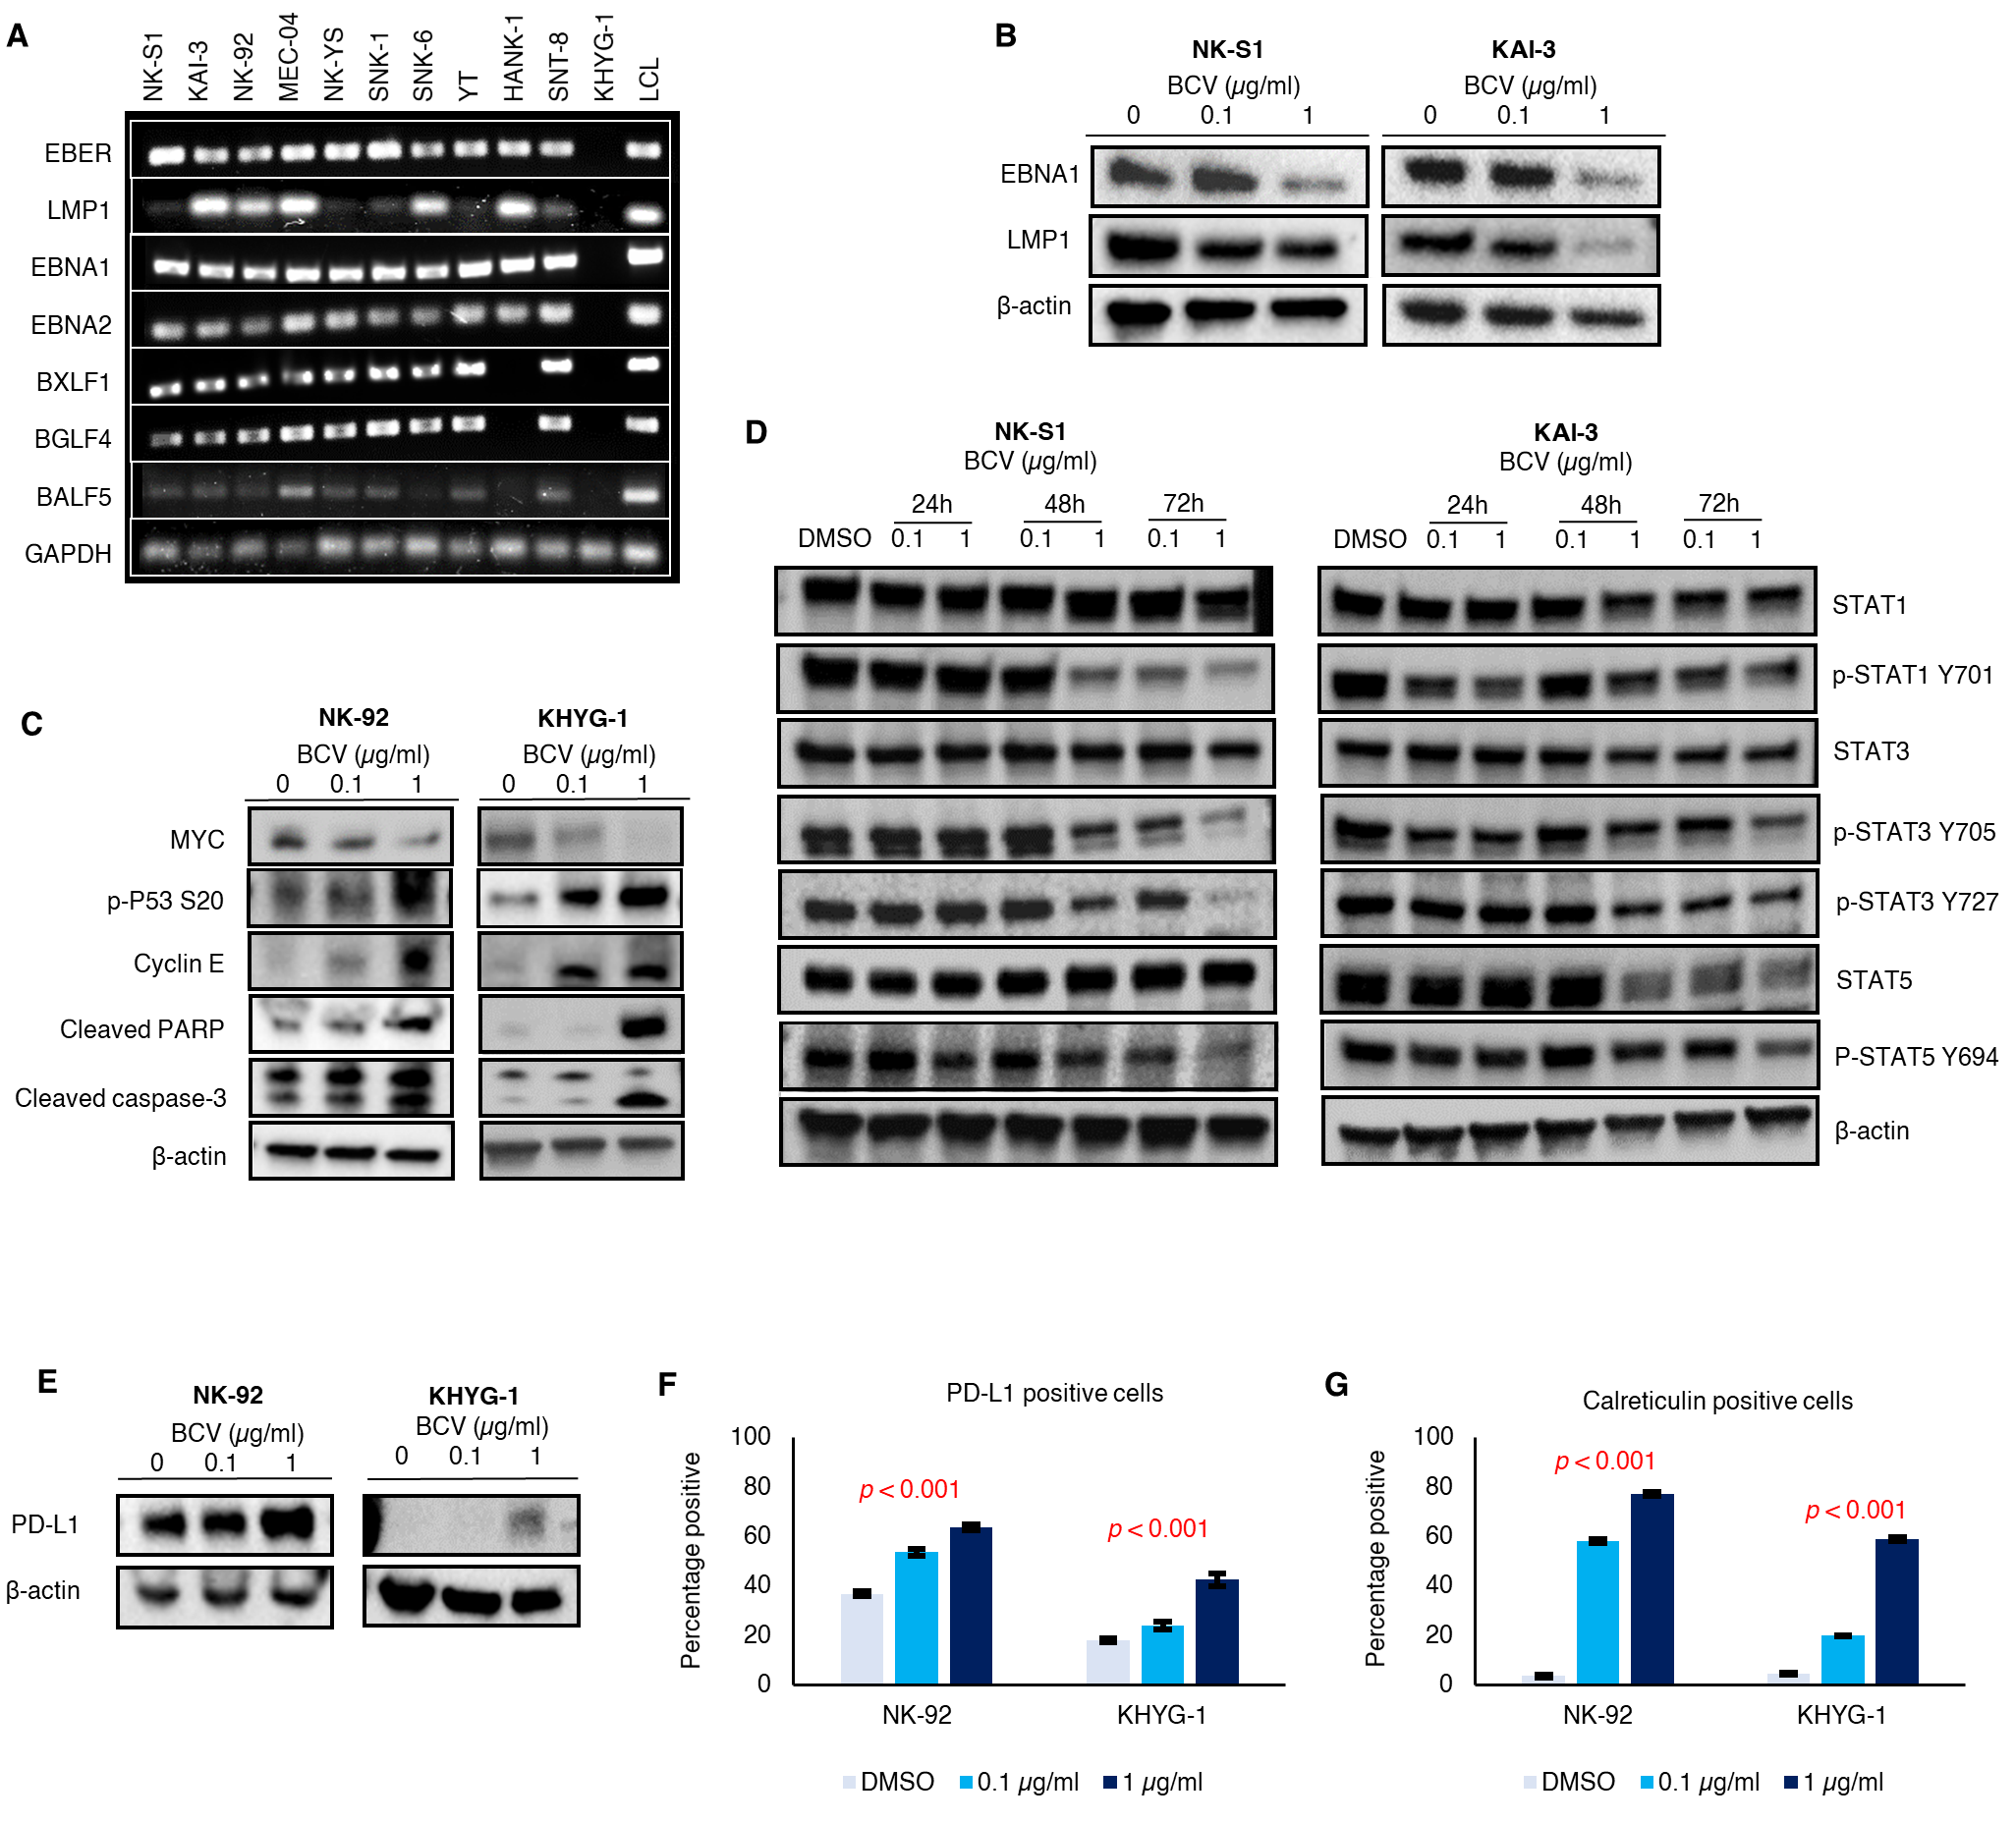 A
NK-S1 KAI-3 NK-92 MEC-04 NK-YS SNK-1 SNK-6 YT HANK-1 SNT-8 KHYG-1 LCL
EBER
LMP1
EBNA1
EBNA2
BXLF1
BGLF4
BALF5
GAPDH
B
NK-S1 KAI-3
BCV (µg/ml) BCV (µg/ml)
0 0.1 1 0 0.1 1
EBNA1
LMP1
β-actin
C
NK-92 KHYG-1
BCV (µg/ml) BCV (µg/ml)
0 0.1 1 0 0.1 1
MYC
p-P53 S20
Cyclin E
Cleaved PARP
Cleaved caspase-3
β-actin
D
NK-S1 KAI-3
BCV (µg/ml) BCV (µg/ml)
24h 48h 72h 24h 48h 72h
DMSO 0.1 1 0.1 1 0.1 1 DMSO 0.1 1 0.1 1 0.1 1
STAT1
p-STAT1 Y701
STAT3
p-STAT3 Y705
p-STAT3 Y727
STAT5
P-STAT5 Y694
β-actin
E
NK-92 KHYG-1
BCV (µg/ml) BCV (µg/ml)
0 0.1 1 0 0.1 1
PD-L1
β-actin
F
PD-L1 positive cells
Percentage positive
100
80
60
40
20
0
p < 0.001
p < 0.001
NK-92 KHYG-1
DMSO 0.1 µg/ml 1 µg/ml
G
Calreticulin positive cells
Percentage positive
100
80
60
40
20
0
p < 0.001
p < 0.001
NK-92 KHYG-1
DMSO 0.1 µg/ml 1 µg/ml